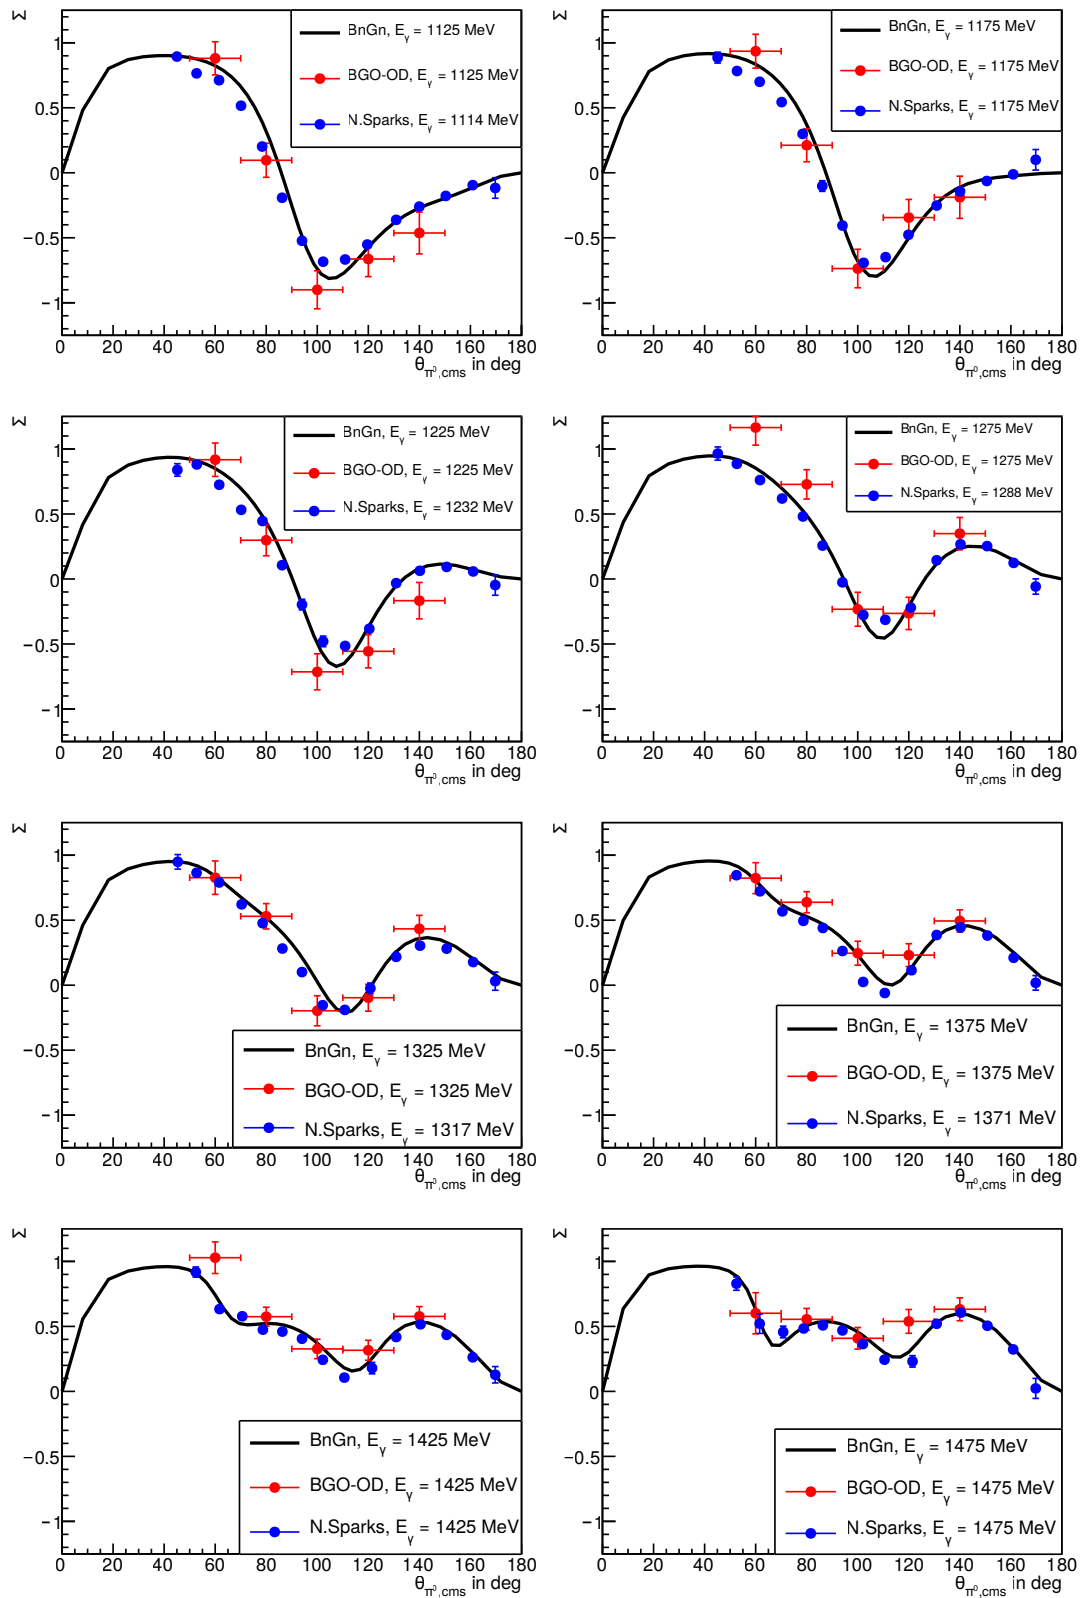 Σ
1
0.5
0
−0.5
−1
0 20 40 60 80 100 120 140 160 180
θπ⁰,cms in deg
BnGn, Eγ = 1125 MeV
BGO-OD, Eγ = 1125 MeV
N.Sparks, Eγ = 1114 MeV
Σ
1
0.5
0
−0.5
−1
0 20 40 60 80 100 120 140 160 180
θπ⁰,cms in deg
BnGn, Eγ = 1175 MeV
BGO-OD, Eγ = 1175 MeV
N.Sparks, Eγ = 1175 MeV
Σ
1
0.5
0
−0.5
−1
0 20 40 60 80 100 120 140 160 180
θπ⁰,cms in deg
BnGn, Eγ = 1225 MeV
BGO-OD, Eγ = 1225 MeV
N.Sparks, Eγ = 1232 MeV
Σ
1
0.5
0
−0.5
−1
0 20 40 60 80 100 120 140 160 180
θπ⁰,cms in deg
BnGn, Eγ = 1275 MeV
BGO-OD, Eγ = 1275 MeV
N.Sparks, Eγ = 1288 MeV
Σ
1
0.5
0
−0.5
−1
0 20 40 60 80 100 120 140 160 180
θπ⁰,cms in deg
BnGn, Eγ = 1325 MeV
BGO-OD, Eγ = 1325 MeV
N.Sparks, Eγ = 1317 MeV
Σ
1
0.5
0
−0.5
−1
0 20 40 60 80 100 120 140 160 180
θπ⁰,cms in deg
BnGn, Eγ = 1375 MeV
BGO-OD, Eγ = 1375 MeV
N.Sparks, Eγ = 1371 MeV
Σ
1
0.5
0
−0.5
−1
0 20 40 60 80 100 120 140 160 180
θπ⁰,cms in deg
BnGn, Eγ = 1425 MeV
BGO-OD, Eγ = 1425 MeV
N.Sparks, Eγ = 1425 MeV
Σ
1
0.5
0
−0.5
−1
0 20 40 60 80 100 120 140 160 180
θπ⁰,cms in deg
BnGn, Eγ = 1475 MeV
BGO-OD, Eγ = 1475 MeV
N.Sparks, Eγ = 1475 MeV